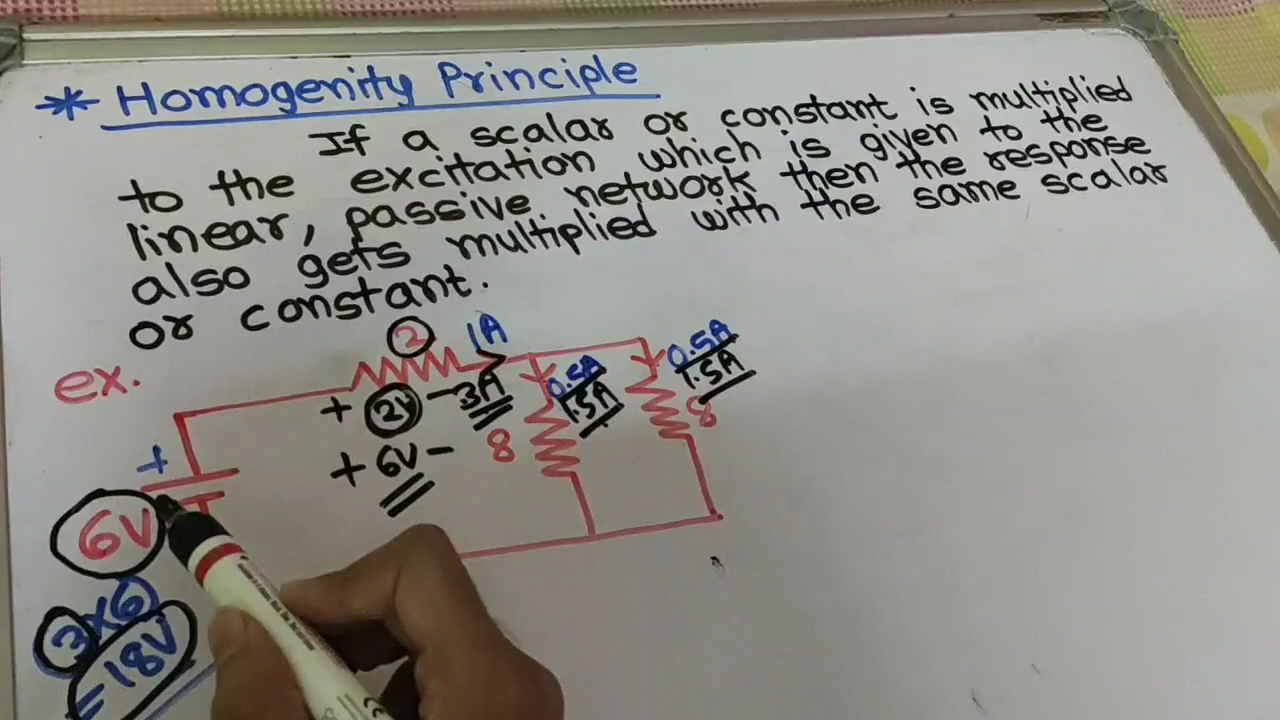 * Homogenity Principle
If a scalar or constant is multiplied
to the excitation which is given to the
linear, passive network then the response
also gets multiplied with the same scalar
or constant.
ex.
2
1A
0.5A
0.5A
+ 2V - 3A
1.5A
1.5A
+ 6V -
8
8
+
6V
3×6
= 18V